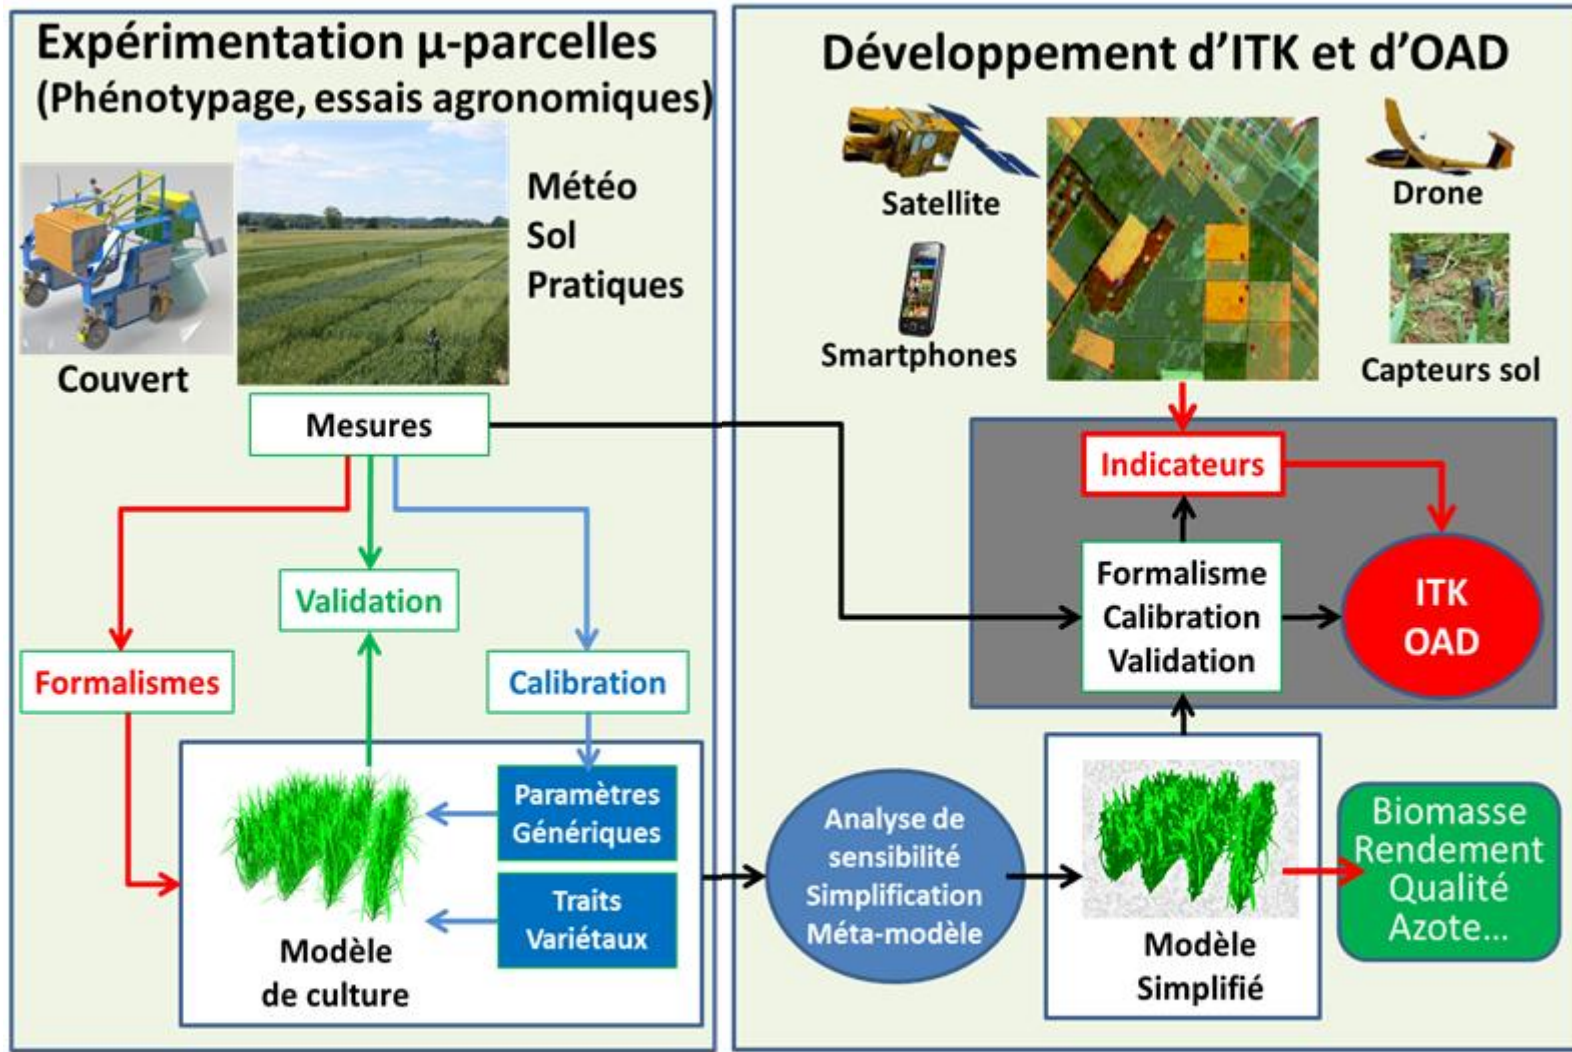 Expérimentation μ-parcelles
(Phénotypage, essais agronomiques)
Couvert
Météo
Sol
Pratiques
Mesures
Validation
Formalismes
Calibration
Paramètres
Génériques
Traits
Variétaux
Modèle
de culture
Développement d’ITK et d’OAD
Satellite
Drone
Smartphones
Capteurs sol
Indicateurs
Formalisme
Calibration
Validation
ITK
OAD
Analyse de
sensibilité
Simplification
Méta-modèle
Modèle
Simplifié
Biomasse
Rendement
Qualité
Azote...